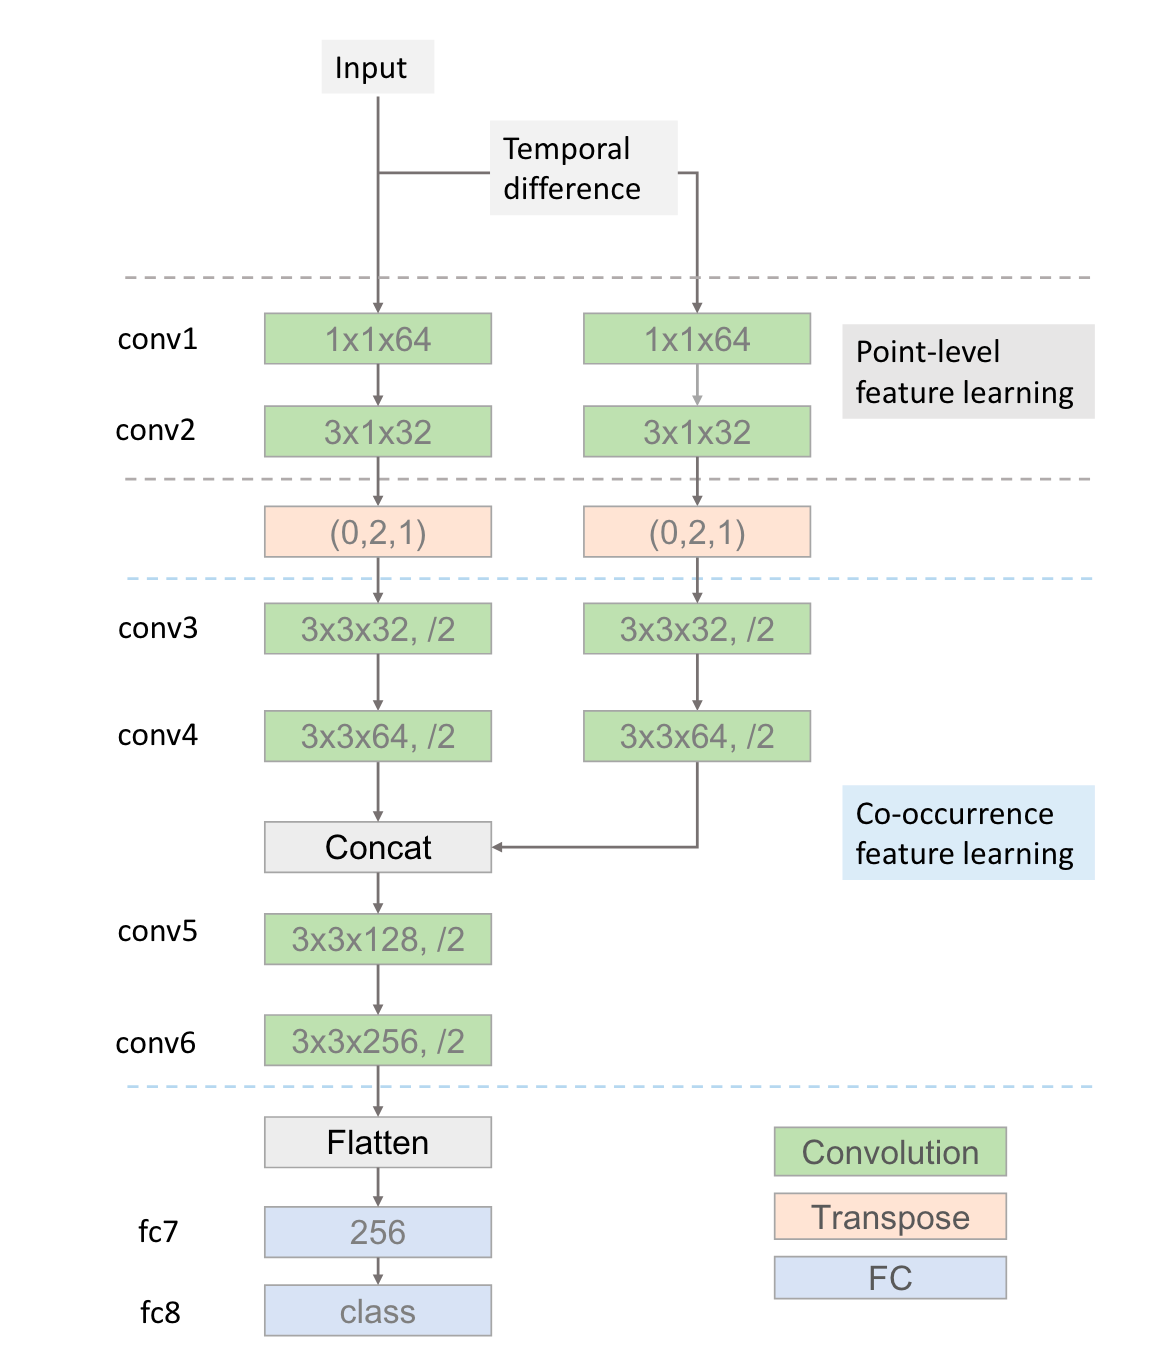 Input
Temporal
difference
conv1
1x1x64
1x1x64
Point-level
feature learning
conv2
3x1x32
3x1x32
(0,2,1)
(0,2,1)
conv3
3x3x32, /2
3x3x32, /2
conv4
3x3x64, /2
3x3x64, /2
Concat
Co-occurrence
feature learning
conv5
3x3x128, /2
conv6
3x3x256, /2
Flatten
Convolution
Transpose
fc7
256
FC
fc8
class